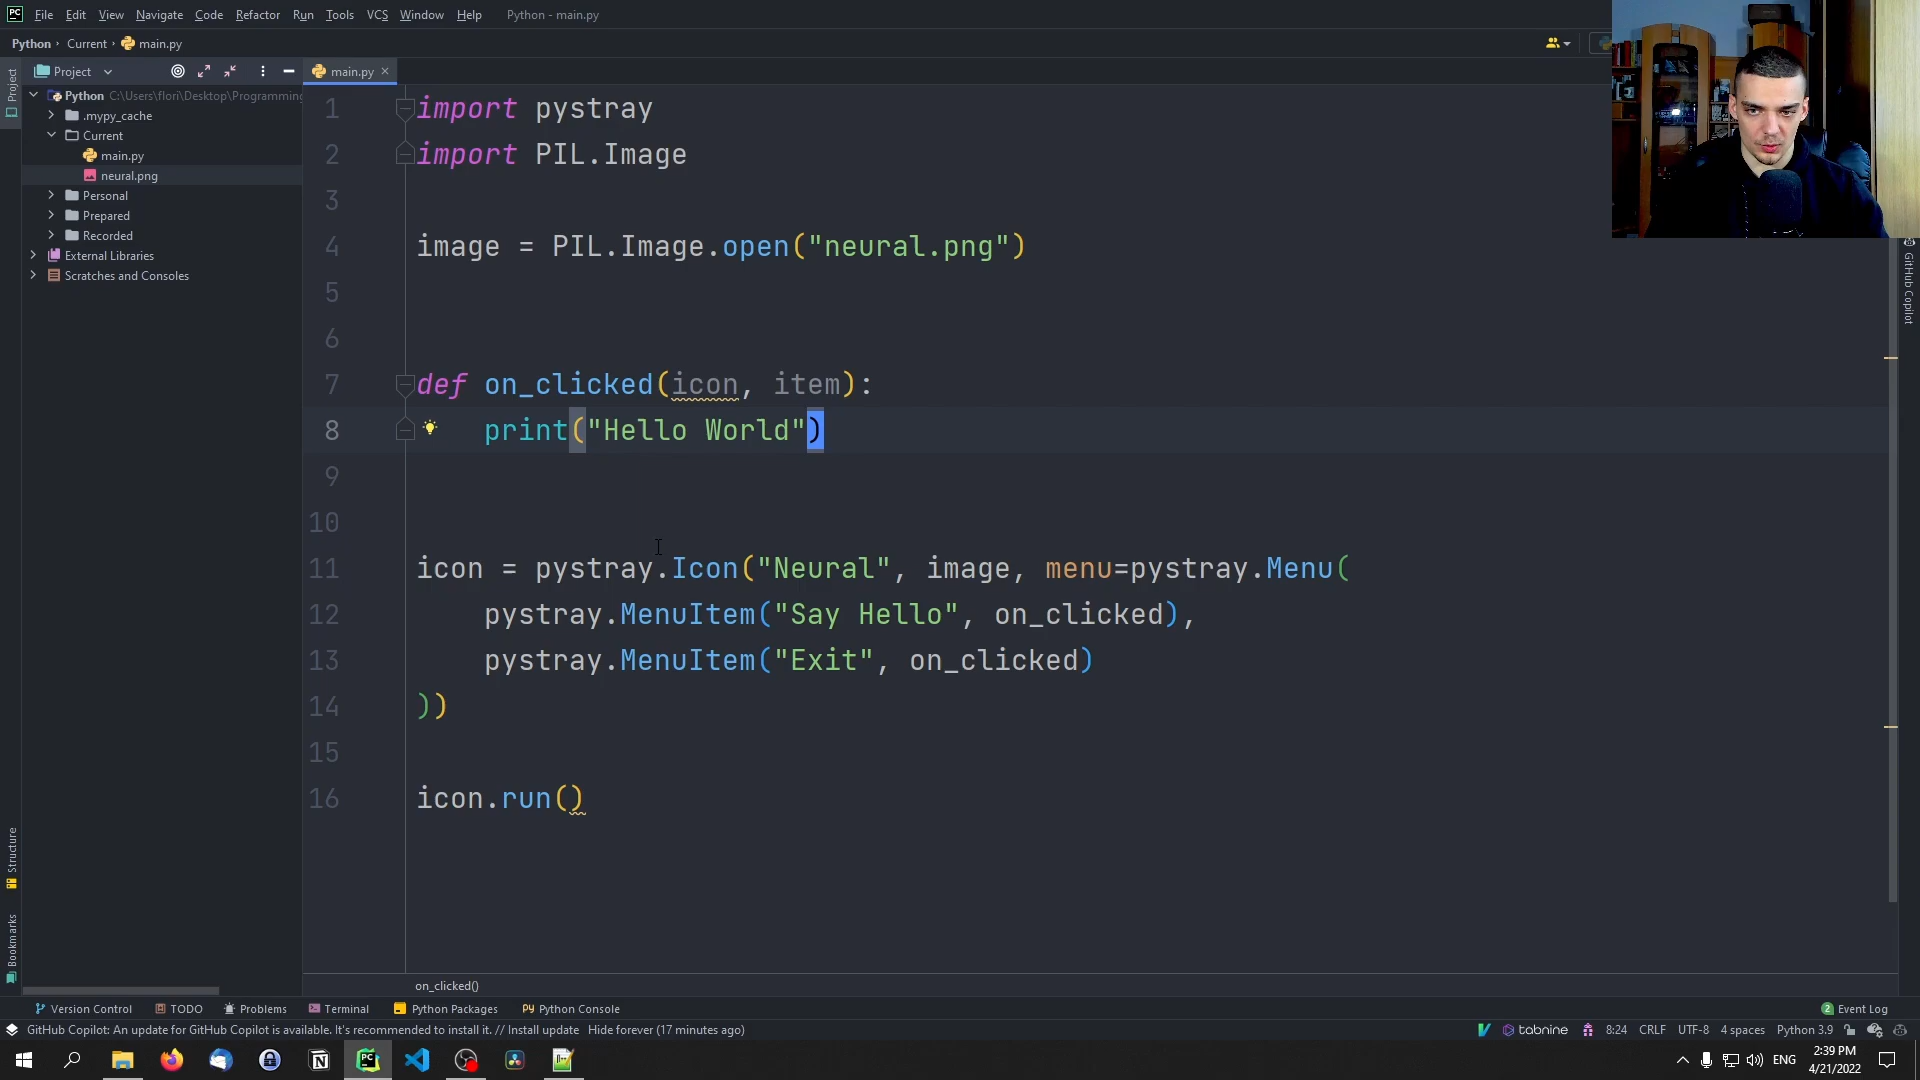 PC File Edit View Navigate Code Refactor Run Tools VCS Window Help Python - main.py
Python Current main.py
Project
main.py
Project
Python C:\Users\flori\Desktop\Programming
.mypy_cache
Current
main.py
neural.png
Personal
Prepared
Recorded
External Libraries
Scratches and Consoles
1 import pystray
2 import PIL.Image
3
4 image = PIL.Image.open("neural.png")
5
6
7 def on_clicked(icon, item):
8 print("Hello World")
9
10
11 icon = pystray.Icon("Neural", image, menu=pystray.Menu(
12 pystray.MenuItem("Say Hello", on_clicked),
13 pystray.MenuItem("Exit", on_clicked)
14 ))
15
16 icon.run()
GitHub Copilot
Structure
Bookmarks
on_clicked()
Version Control TODO Problems Terminal Python Packages Python Console 2 Event Log
GitHub Copilot: An update for GitHub Copilot is available. It's recommended to install it. // Install update Hide forever (17 minutes ago) tabnine 8:24 CRLF UTF-8 4 spaces Python 3.9
ENG
2:39 PM
4/21/2022